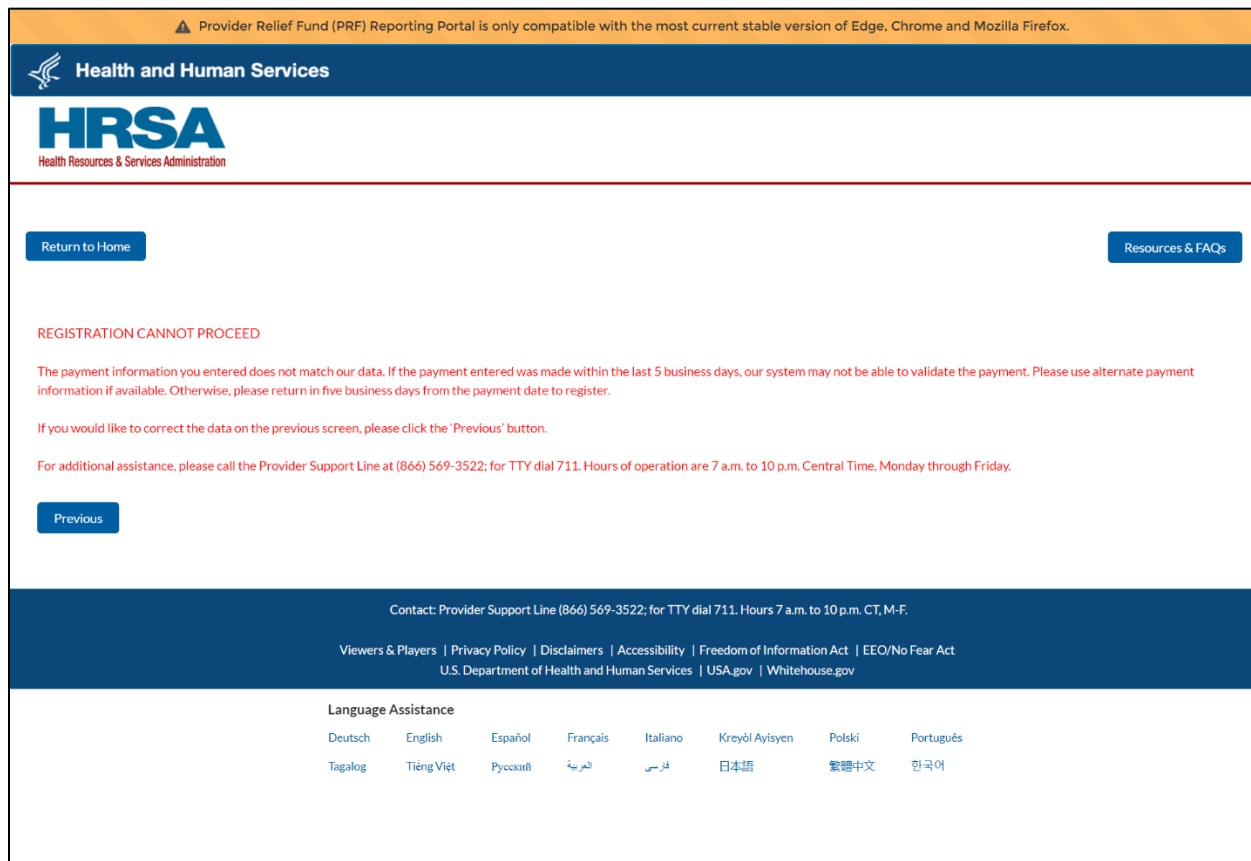 Provider Relief Fund (PRF) Reporting Portal is only compatible with the most current stable version of Edge, Chrome and Mozilla Firefox.
Health and Human Services
HRSA
Health Resources & Services Administration
Return to Home
Resources & FAQs
REGISTRATION CANNOT PROCEED
The payment information you entered does not match our data. If the payment entered was made within the last 5 business days, our system may not be able to validate the payment. Please use alternate payment
information if available. Otherwise, please return in five business days from the payment date to register.
If you would like to correct the data on the previous screen, please click the 'Previous' button.
For additional assistance, please call the Provider Support Line at (866) 569-3522; for TTY dial 711. Hours of operation are 7 a.m. to 10 p.m. Central Time, Monday through Friday.
Previous
Contact: Provider Support Line (866) 569-3522; for TTY dial 711. Hours 7 a.m. to 10 p.m. CT, M-F.
Viewers & Players | Privacy Policy | Disclaimers | Accessibility | Freedom of Information Act | EEO/No Fear Act
U.S. Department of Health and Human Services | USA.gov | Whitehouse.gov
Language Assistance
Deutsch English Español Français Italiano Kreyòl Ayisyen Polski Português
Tagalog Tiếng Việt Русский العربية فارسی 日本語 繁體中文 한국어